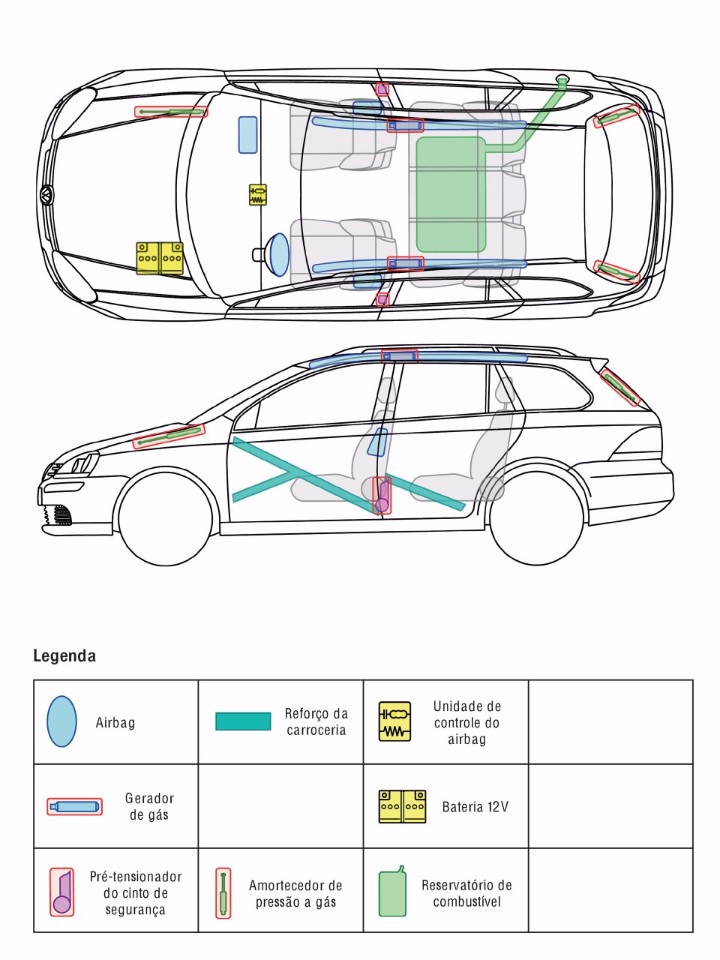 Legenda
Airbag
Reforço da
carroceria
Unidade de
controle do
airbag
Gerador
de gás
Bateria 12V
Pré-tensionador
do cinto de
segurança
Amortecedor de
pressão a gás
Reservatório de
combustível